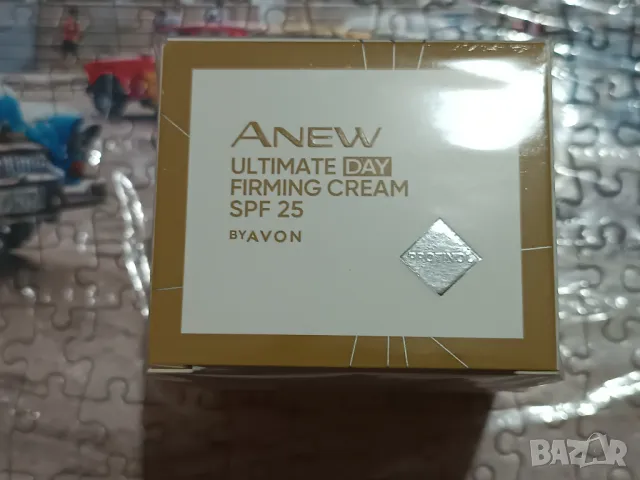 ANEW
ULTIMATE DAY
FIRMING CREAM
SPF 25
BY AVON
PROTINOL
BAZAR